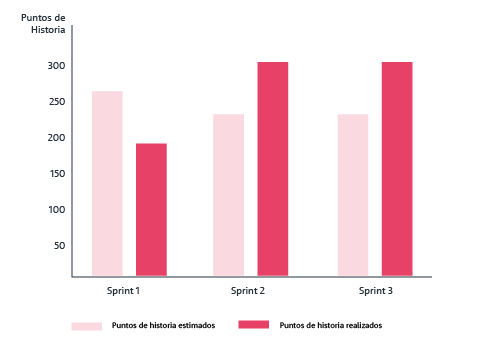 Puntos de
Historia
300
250
200
150
100
50
Sprint 1
Sprint 2
Sprint 3
Puntos de historia estimados
Puntos de historia realizados